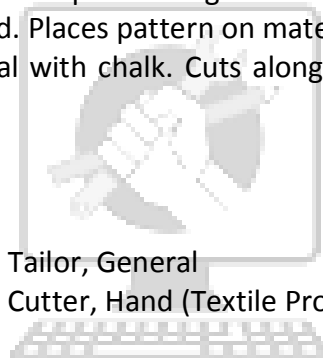 d. Places pattern on mate
al with chalk. Cuts along
Tailor, General
Cutter, Hand (Textile Pro